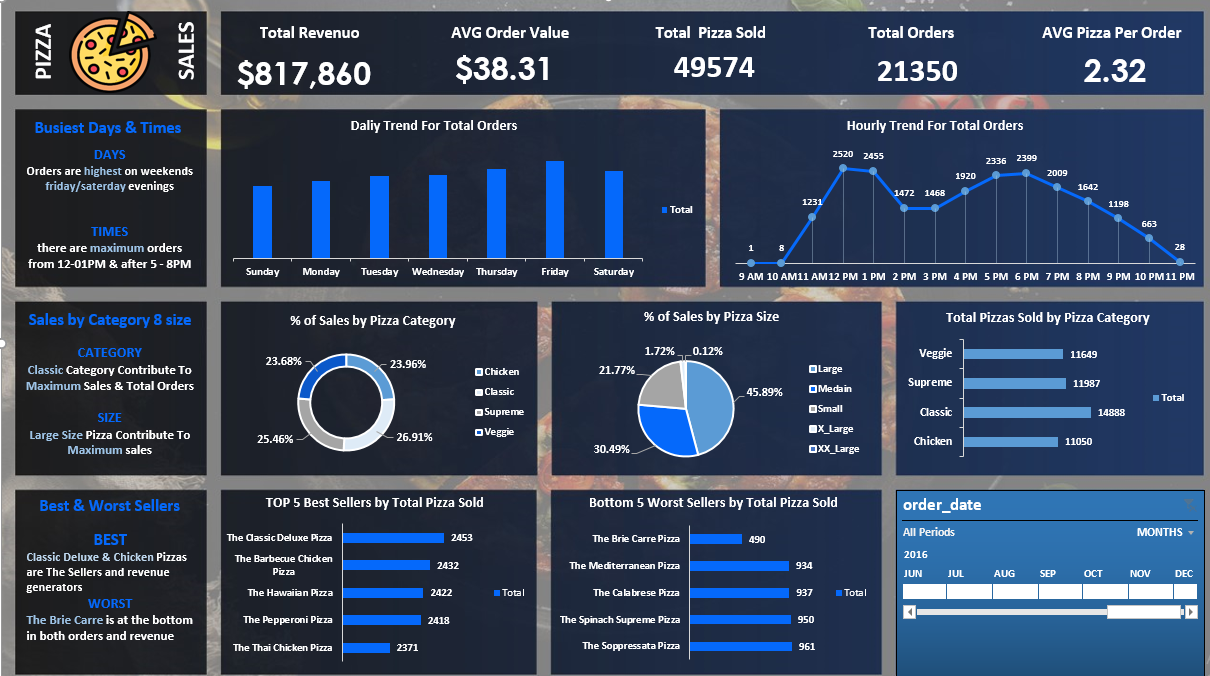 PIZZA
SALES
Total Revenuo
$817,860
AVG Order Value
$38.31
Total Pizza Sold
49574
Total Orders
21350
AVG Pizza Per Order
2.32
Busiest Days & Times
DAYS
Orders are highest on weekends
friday/saterday evenings
TIMES
there are maximum orders
from 12-01PM & after 5 - 8PM
Daliy Trend For Total Orders
Total
Sunday Monday Tuesday Wednesday Thursday Friday Saturday
Hourly Trend For Total Orders
1 8 1231 2520 2455 1472 1468 1920 2336 2399 2009 1642 1198 663 28
9 AM 10 AM 11 AM 12 PM 1 PM 2 PM 3 PM 4 PM 5 PM 6 PM 7 PM 8 PM 9 PM 10 PM 11 PM
Sales by Category 8 size
CATEGORY
Classic Category Contribute To
Maximum Sales & Total Orders
SIZE
Large Size Pizza Contribute To
Maximum sales
% of Sales by Pizza Category
23.68%
23.96%
25.46%
26.91%
Chicken
Classic
Supreme
Veggie
% of Sales by Pizza Size
1.72%
0.12%
21.77%
45.89%
30.49%
Large
Medain
Small
X_Large
XX_Large
Total Pizzas Sold by Pizza Category
Veggie 11649
Supreme 11987
Classic 14888
Chicken 11050
Total
Best & Worst Sellers
BEST
Classic Deluxe & Chicken Pizzas
are The Sellers and revenue
generators
WORST
The Brie Carre is at the bottom
in both orders and revenue
TOP 5 Best Sellers by Total Pizza Sold
The Classic Deluxe Pizza 2453
The Barbecue Chicken
Pizza 2432
The Hawaiian Pizza 2422
The Pepperoni Pizza 2418
The Thai Chicken Pizza 2371
Total
Bottom 5 Worst Sellers by Total Pizza Sold
The Brie Carre Pizza 490
The Mediterranean Pizza 934
The Calabrese Pizza 937
The Spinach Supreme Pizza 950
The Soppressata Pizza 961
Total
order_date
All Periods MONTHS
2016
JUN JUL AUG SEP OCT NOV DEC